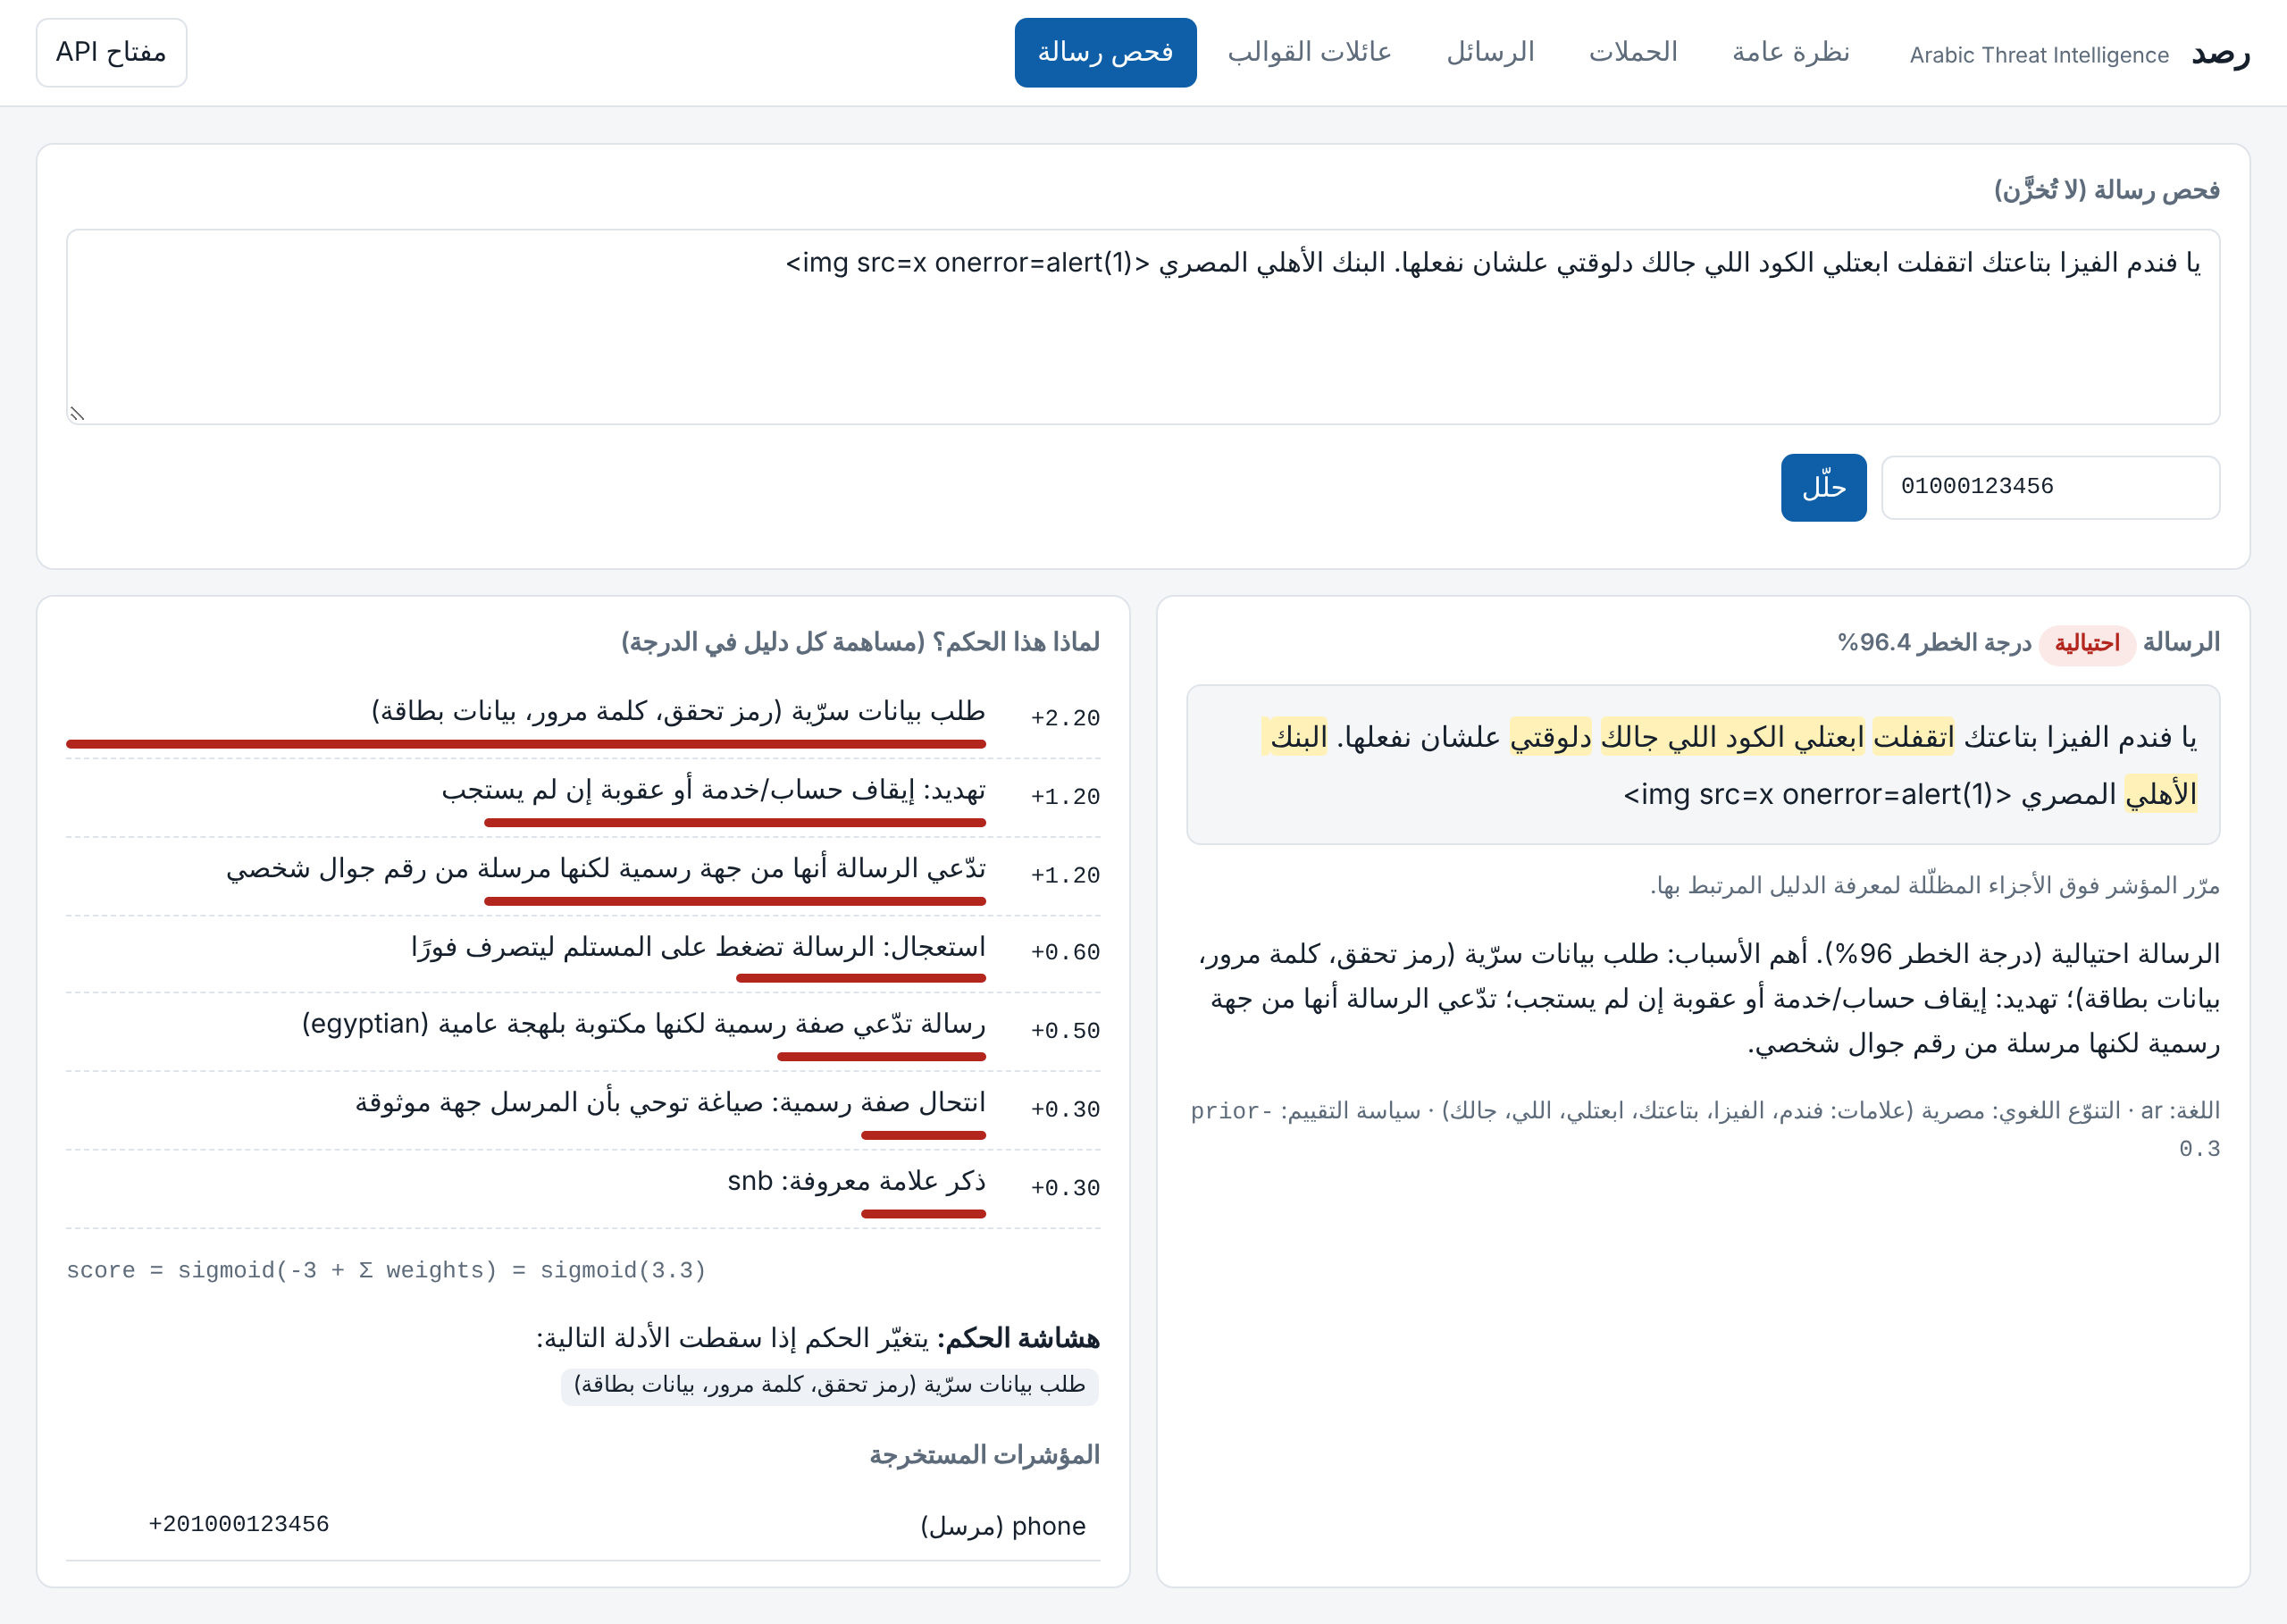 رصد Arabic Threat Intelligence
نظرة عامة
الحملات
الرسائل
عائلات القوالب
فحص رسالة
مفتاح API
فحص رسالة (لا تُخزَّن)
يا فندم الفيزا بتاعتك اتقفلت ابعتلي الكود اللي جالك دلوقتي علشان نفعلها. البنك الأهلي المصري <img src=x onerror=alert(1)>
01000123456
حلّل
الرسالة احتيالية درجة الخطر 96.4%
يا فندم الفيزا بتاعتك اتقفلت ابعتلي الكود اللي جالك دلوقتي علشان نفعلها. البنك
الأهلي المصري <img src=x onerror=alert(1)>
مرّر المؤشر فوق الأجزاء المظلّلة لمعرفة الدليل المرتبط بها.
الرسالة احتيالية (درجة الخطر 96%). أهم الأسباب: طلب بيانات سرّية (رمز تحقق، كلمة مرور،
بيانات بطاقة)؛ تهديد: إيقاف حساب/خدمة أو عقوبة إن لم يستجب؛ تدّعي الرسالة أنها من جهة
رسمية لكنها مرسلة من رقم جوال شخصي.
اللغة: ar · التنوّع اللغوي: مصرية (علامات: فندم، الفيزا، بتاعتك، ابعتلي، اللي، جالك) · سياسة التقييم: prior-
0.3
لماذا هذا الحكم؟ (مساهمة كل دليل في الدرجة)
+2.20 طلب بيانات سرّية (رمز تحقق، كلمة مرور، بيانات بطاقة)
+1.20 تهديد: إيقاف حساب/خدمة أو عقوبة إن لم يستجب
+1.20 تدّعي الرسالة أنها من جهة رسمية لكنها مرسلة من رقم جوال شخصي
+0.60 استعجال: الرسالة تضغط على المستلم ليتصرف فورًا
+0.50 رسالة تدّعي صفة رسمية لكنها مكتوبة بلهجة عامية (egyptian)
+0.30 انتحال صفة رسمية: صياغة توحي بأن المرسل جهة موثوقة
+0.30 ذكر علامة معروفة: snb
score = sigmoid(-3 + Σ weights) = sigmoid(3.3)
هشاشة الحكم: يتغيّر الحكم إذا سقطت الأدلة التالية:
طلب بيانات سرّية (رمز تحقق، كلمة مرور، بيانات بطاقة)
المؤشرات المستخرجة
phone (مرسل) +201000123456